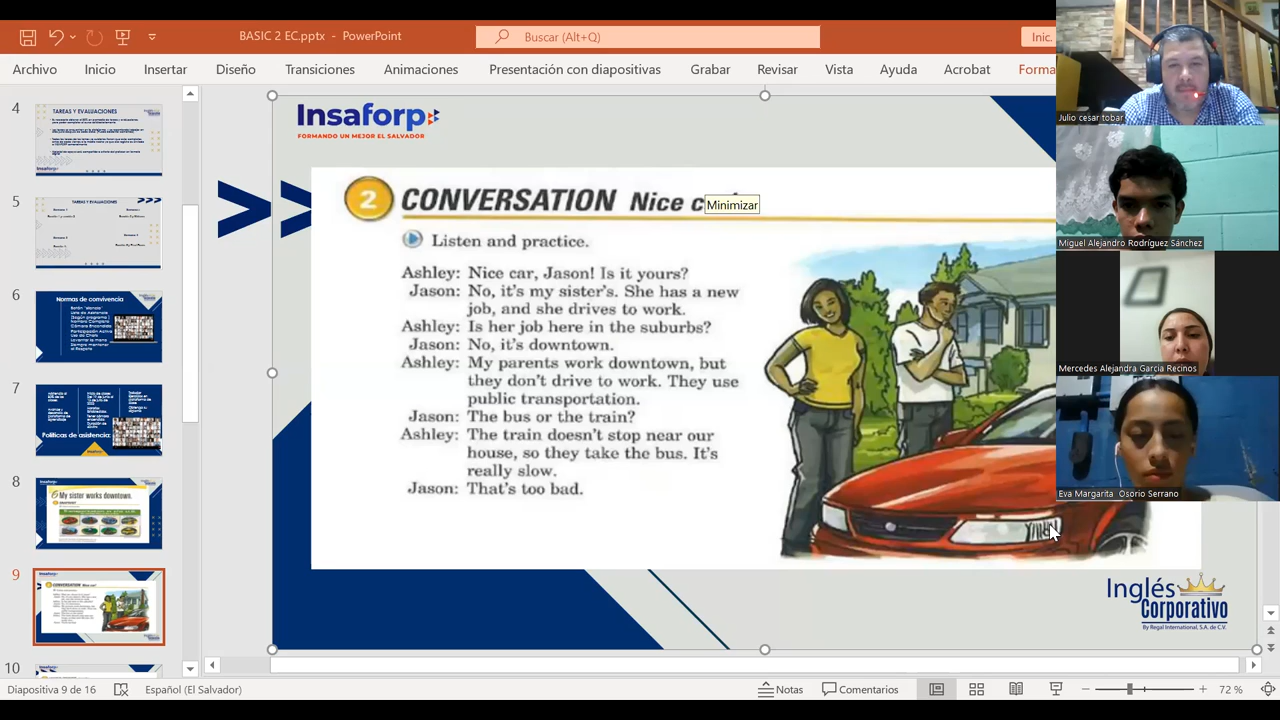 BASIC 2 EC.pptx - PowerPoint
Buscar (Alt+Q)
Inic.
Archivo Inicio Insertar Diseño Transiciones Animaciones Presentación con diapositivas Grabar Revisar Vista Ayuda Acrobat Forma
4
TAREAS Y EVALUACIONES
5
TAREAS Y EVALUACIONES
6
Normas de convivencia
7
Políticas de asistencia:
8
6 My sister works downtown.
9
CONVERSATION Nice car!
10
Insaforp
FORMANDO UN MEJOR EL SALVADOR
2 CONVERSATION Nice c
Minimizar
Listen and practice.
Ashley: Nice car, Jason! Is it yours?
Jason: No, it's my sister's. She has a new
job, and she drives to work.
Ashley: Is her job here in the suburbs?
Jason: No, it's downtown.
Ashley: My parents work downtown, but
they don't drive to work. They use
public transportation.
Jason: The bus or the train?
Ashley: The train doesn't stop near our
house, so they take the bus. It's
really slow.
Jason: That's too bad.
Inglés
Corporativo
By Regal International, S.A. de C.V.
Julio cesar tobar
Miguel Alejandro Rodríguez Sánchez
Mercedes Alejandra Garcia Recinos
Eva Margarita Osorio Serrano
Diapositiva 9 de 16
Español (El Salvador)
Notas
Comentarios
72 %